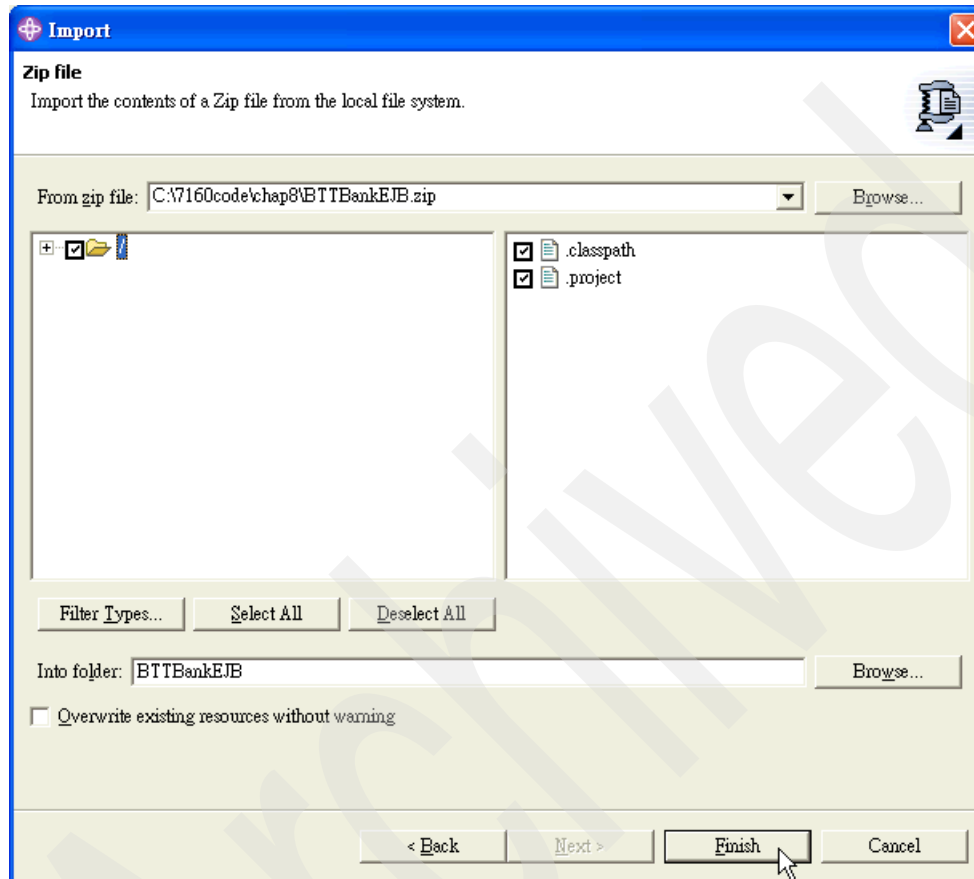 Import
Zip file
Import the contents of a Zip file from the local file system.
From zip file: C:\7160code\chap8\BTTBankEJB.zip Browse...
/
.classpath
.project
Filter Types... Select All Deselect All
Into folder: BTTBankEJB Browse...
Overwrite existing resources without warning
< Back Next > Finish Cancel
Archived